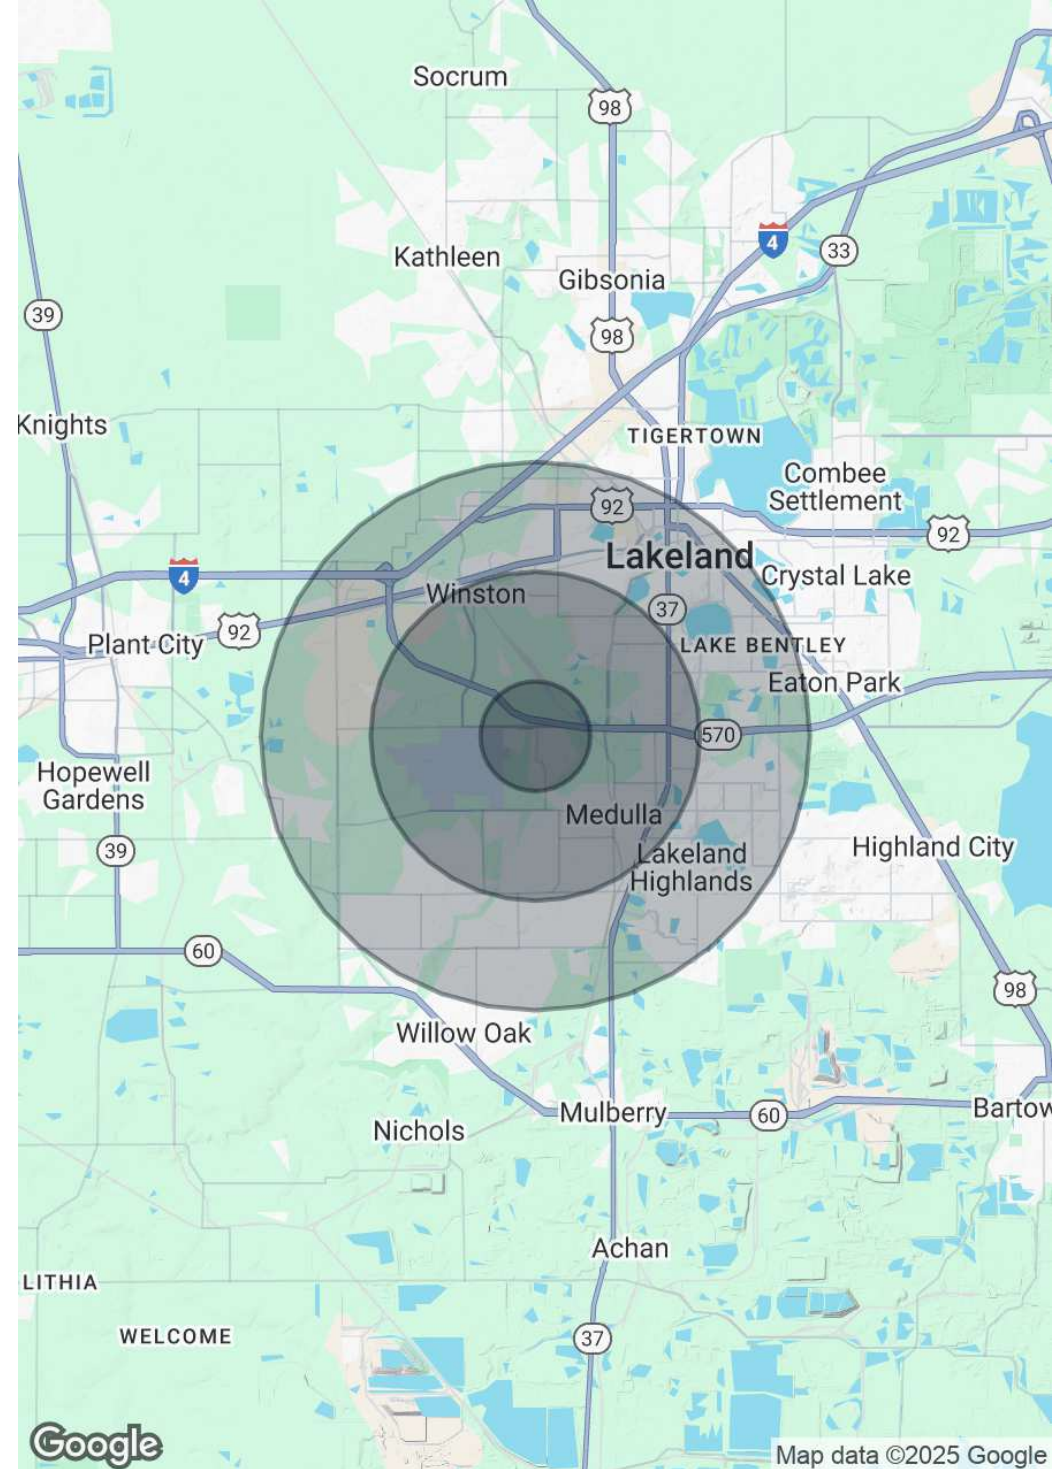 Socrum
98
Kathleen
4
33
Gibsonia
39
98
Knights
TIGERTOWN
Combee
Settlement
92
92
Lakeland
4
Crystal Lake
Winston
37
92
Plant City
LAKE BENTLEY
Eaton Park
570
Hopewell
Gardens
Medulla
39
Lakeland
Highlands
Highland City
60
98
Willow Oak
Mulberry
60
Bartow
Nichols
Achan
LITHIA
WELCOME
37
Google
Map data ©2025 Google